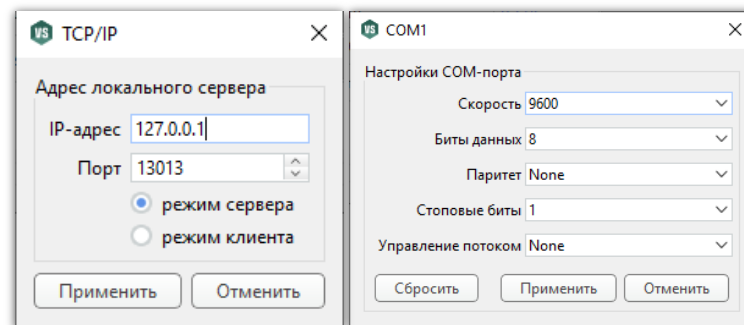 VS TCP/IP
Адрес локального сервера
IP-адрес 127.0.0.1
Порт 13013
режим сервера
режим клиента
Применить Отменить
VS COM1
Настройки COM-порта
Скорость 9600
Биты данных 8
Паритет None
Стоповые биты 1
Управление потоком None
Сбросить Применить Отменить